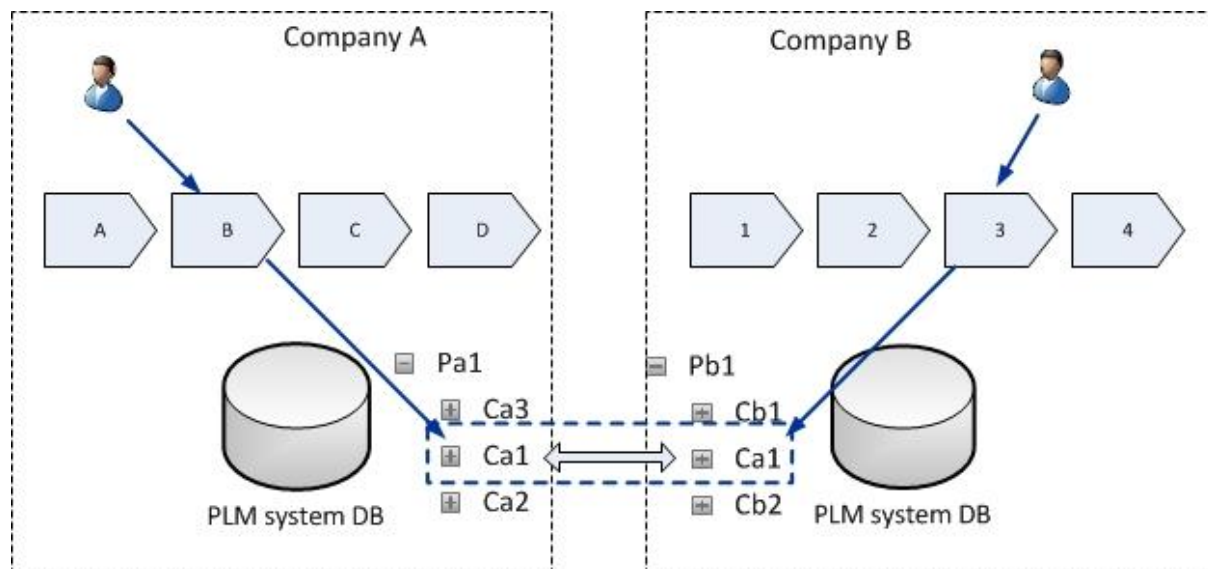 Company A
Company B
A
B
C
D
1
2
3
4
Pa1
Ca3
Ca1
Ca2
PLM system DB
Pb1
Cb1
Ca1
Cb2
PLM system DB